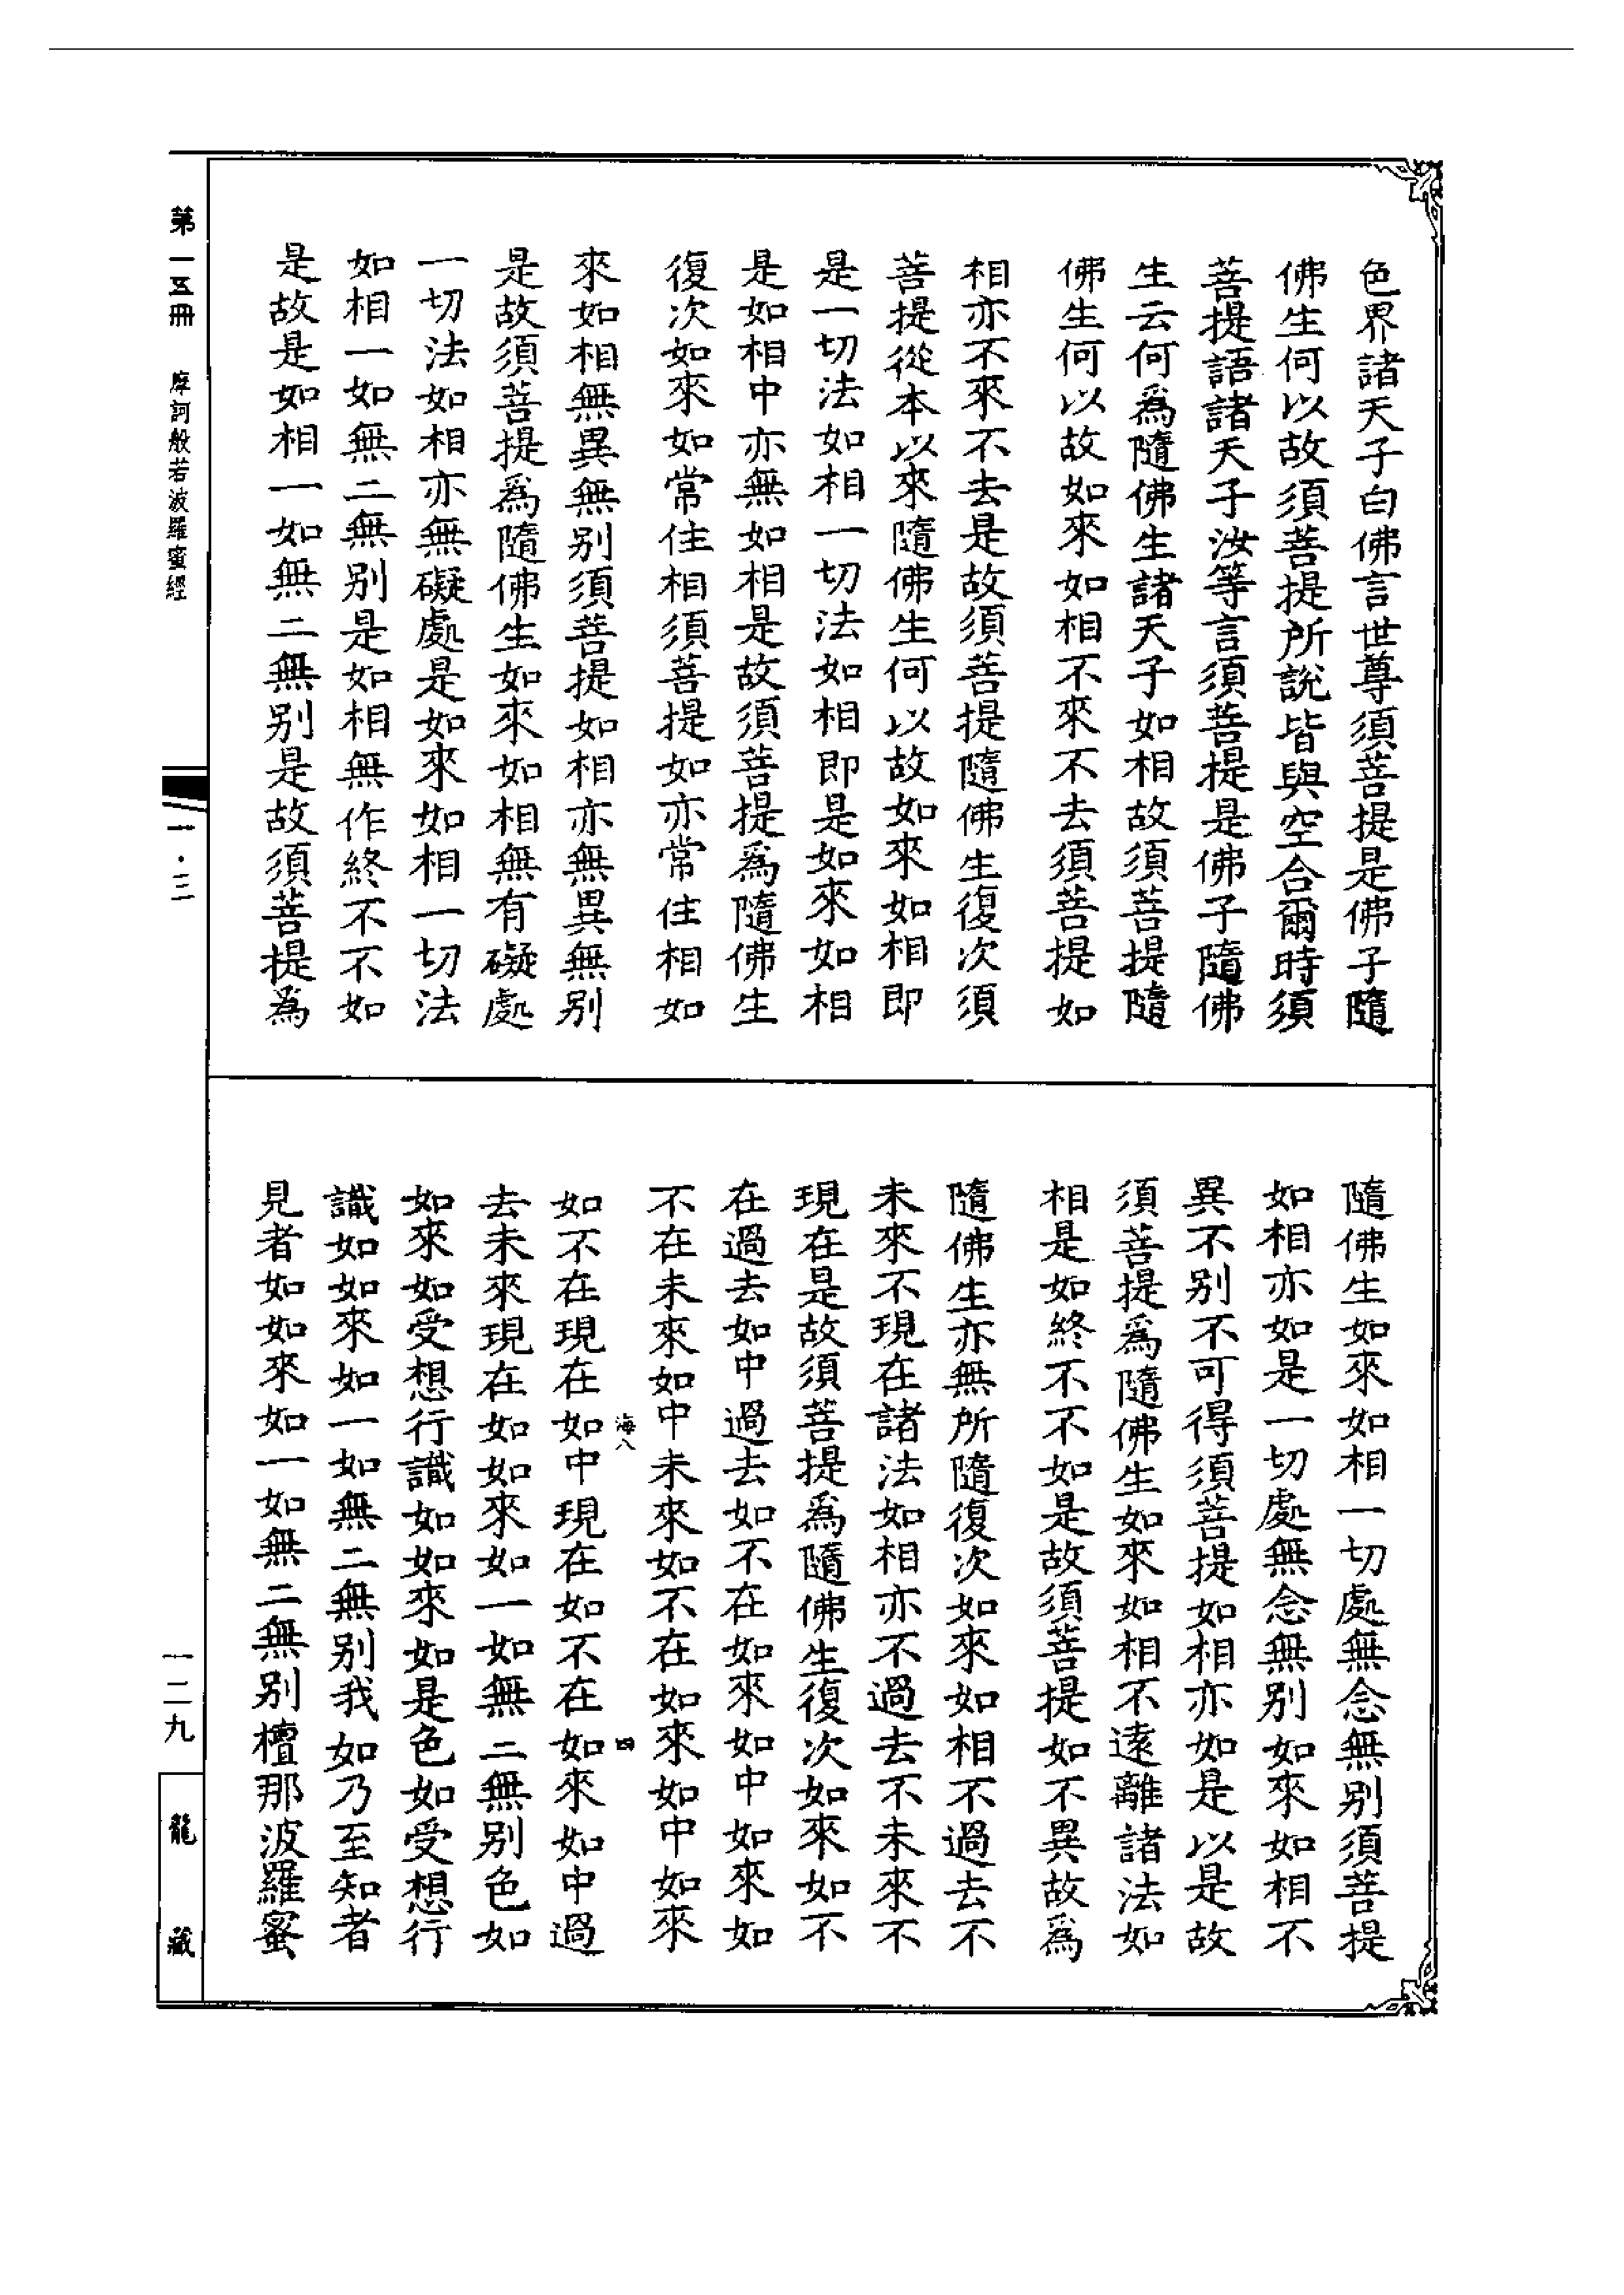 色界諸天子白佛言世尊須菩提是佛子隨
佛生何以故須菩提所說皆與空合爾時須
菩提語諸天子汝等言須菩提是佛子隨佛
生云何爲隨佛生諸天子如相故須菩提隨
佛生何以故如來如相不來不去須菩提如
相亦不來不去是故須菩提隨佛生復次須
菩提從本以來隨佛生何以故如來如相即
是一切法如相一切法如相即是如來如相
是如相中亦無如相是故須菩提爲隨佛生
復次如來如常住相須菩提如亦常住相如
來如相無異無別須菩提如相亦無異無別
是故須菩提爲隨佛生如來如相無有礙處
一切法如相亦無礙處是如來如相一切法
如相一如無二無別是如相無作終不不如
是故是如相一如無二無別是故須菩提爲
隨佛生如來如相一切處無念無別須菩提
如相亦如是一切處無念無別如來如相不
異不別不可得須菩提如相亦如是以是故
須菩提爲隨佛生如來如相不遠離諸法如
相是如終不不如是故須菩提如不異故爲
隨佛生亦無所隨復次如來如相不過去不
未來不現在諸法如相亦不過去不未來不
現在是故須菩提爲隨佛生復次如來如不
在過去如中過去如不在如來如中如來如
不在未來如中未來如不在如來如中如來
海八 四
如不在現在如中現在如不在如來如中過
去未來現在如如來如一如無二無別色如
如來如受想行識如如來如是色如受想行
識如如來如一如無二無別我如乃至知者
見者如如來如一如無二無別檀那波羅蜜
第一五冊 摩訶般若波羅蜜經
一·三
一二九
龍藏